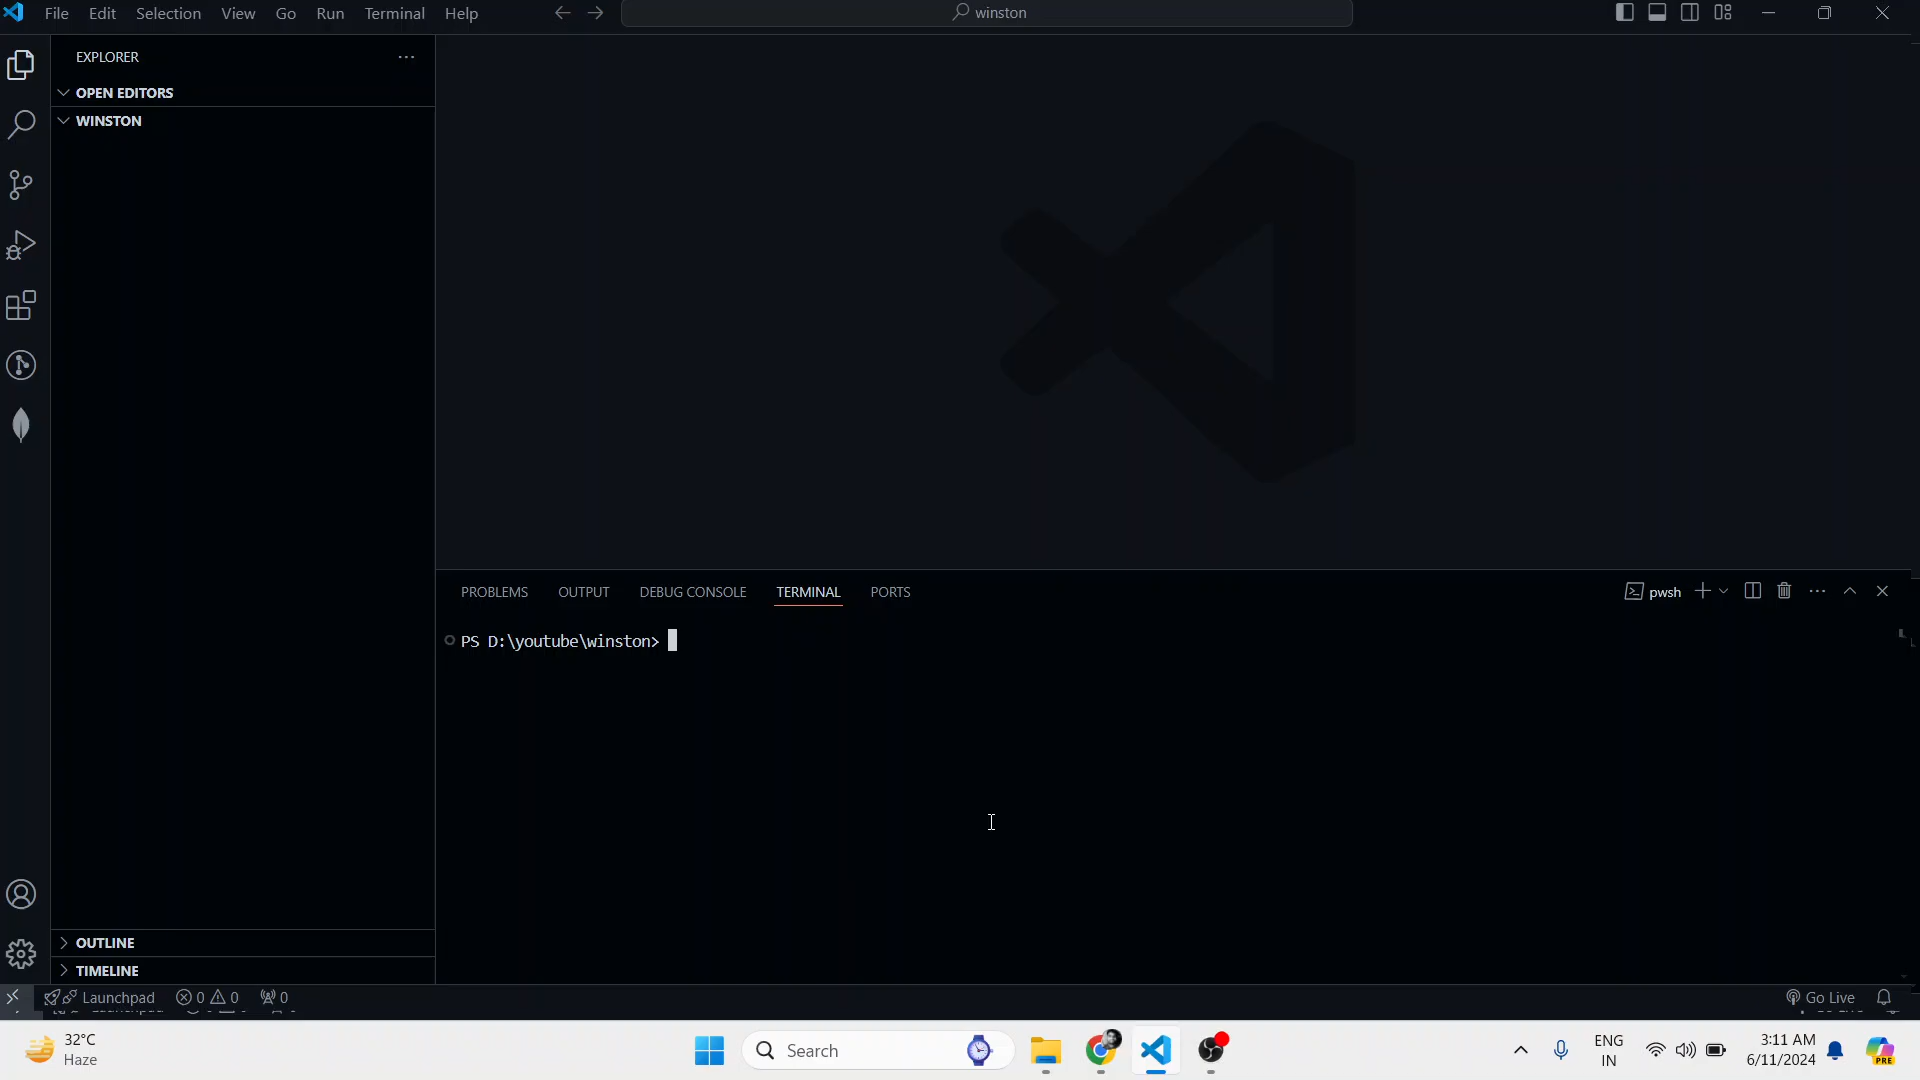 File Edit Selection View Go Run Terminal Help
winston
EXPLORER
OPEN EDITORS
WINSTON
PROBLEMS OUTPUT DEBUG CONSOLE TERMINAL PORTS
pwsh
PS D:\youtube\winston>
OUTLINE
TIMELINE
Launchpad 0 0 0
Go Live
32°C
Haze
Search
PRE
ENG
IN
3:11 AM
6/11/2024